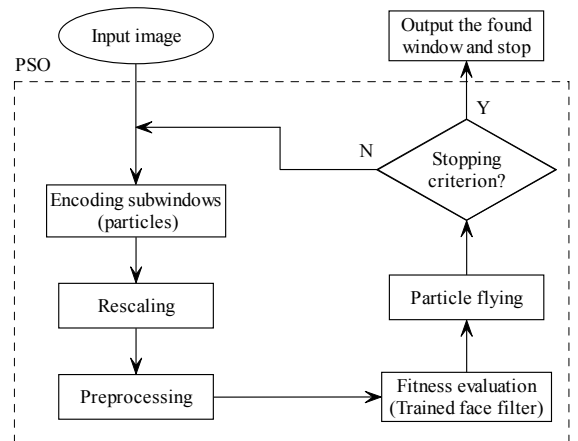 Input image
Output the found
window and stop
PSO
Y
N
Stopping
criterion?
Encoding subwindows
(particles)
Rescaling
Particle flying
Preprocessing
Fitness evaluation
(Trained face filter)